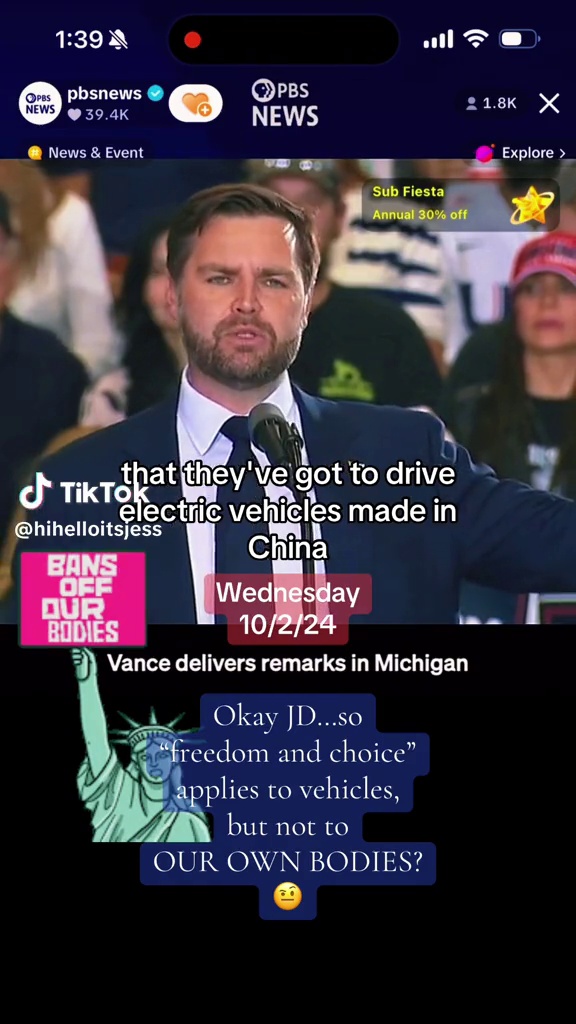 1:39
pbsnews
39.4K
PBS
NEWS
PBS
NEWS
1.8K
News & Event
Explore >
Sub Fiesta
Annual 30% off
that they've got to drive
electric vehicles made in
China
TikTok
@hihelloitsjess
BANS
OFF
OUR
BODIES
Wednesday
10/2/24
Vance delivers remarks in Michigan
Okay JD...so
“freedom and choice”
applies to vehicles,
but not to
OUR OWN BODIES?